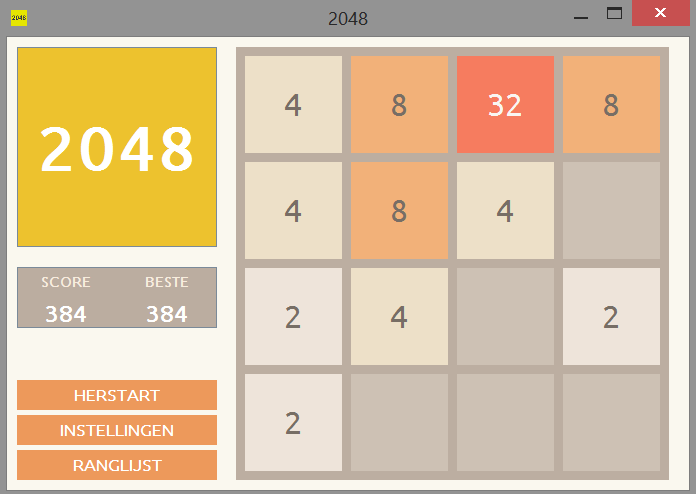 2048
2048
2048
SCORE BESTE
384 384
HERSTART
INSTELLINGEN
RANGLIJST
4 8 32 8
4 8 4
2 4 2
2